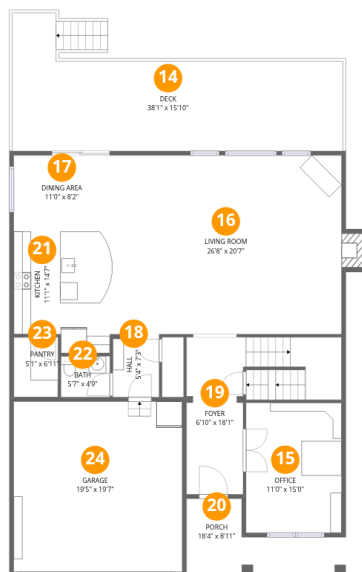 14
DECK
38'1" x 15'10"
17
DINING AREA
11'0" x 8'2"
16
LIVING ROOM
26'8" x 20'7"
21
KITCHEN
11'1" x 14'7"
23
PANTRY
5'1" x 6'11"
22
BATH
5'7" x 4'9"
18
HALL
5'4" x 7'3"
19
FOYER
6'10" x 18'1"
15
OFFICE
11'0" x 15'0"
24
GARAGE
19'5" x 19'7"
20
PORCH
18'4" x 8'11"